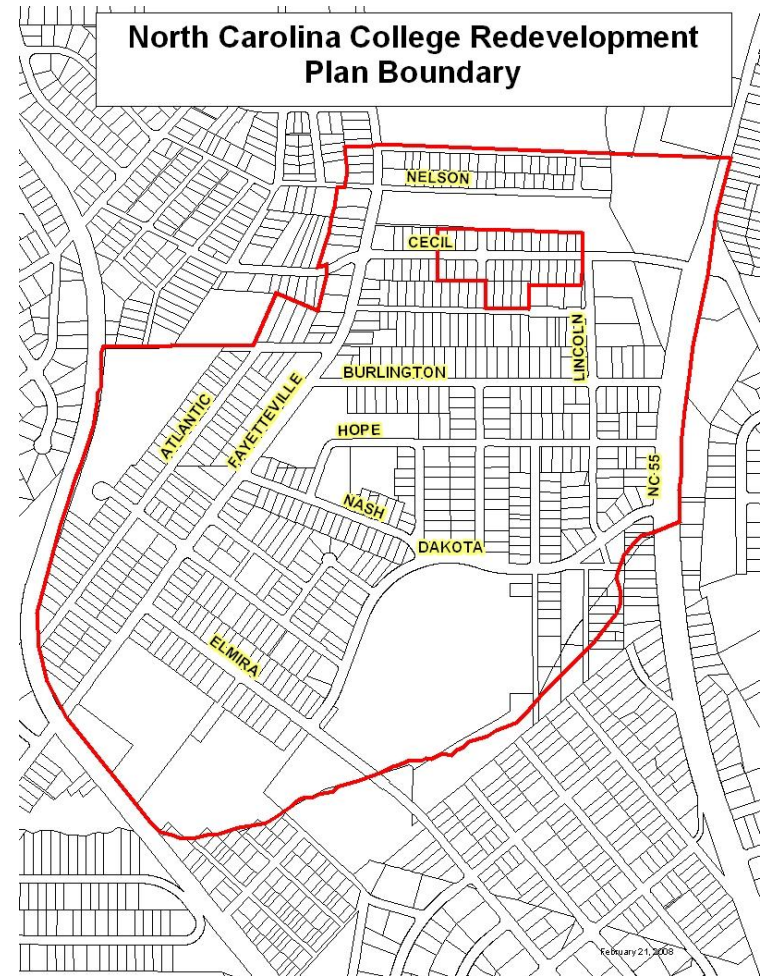 North Carolina College Redevelopment
Plan Boundary
NELSON
CECIL
LINCOLN
BURLINGTON
ATLANTIC
FAYETTEVILLE
HOPE
NC 55
NASH
DAKOTA
ELMIRA
February 21, 2008